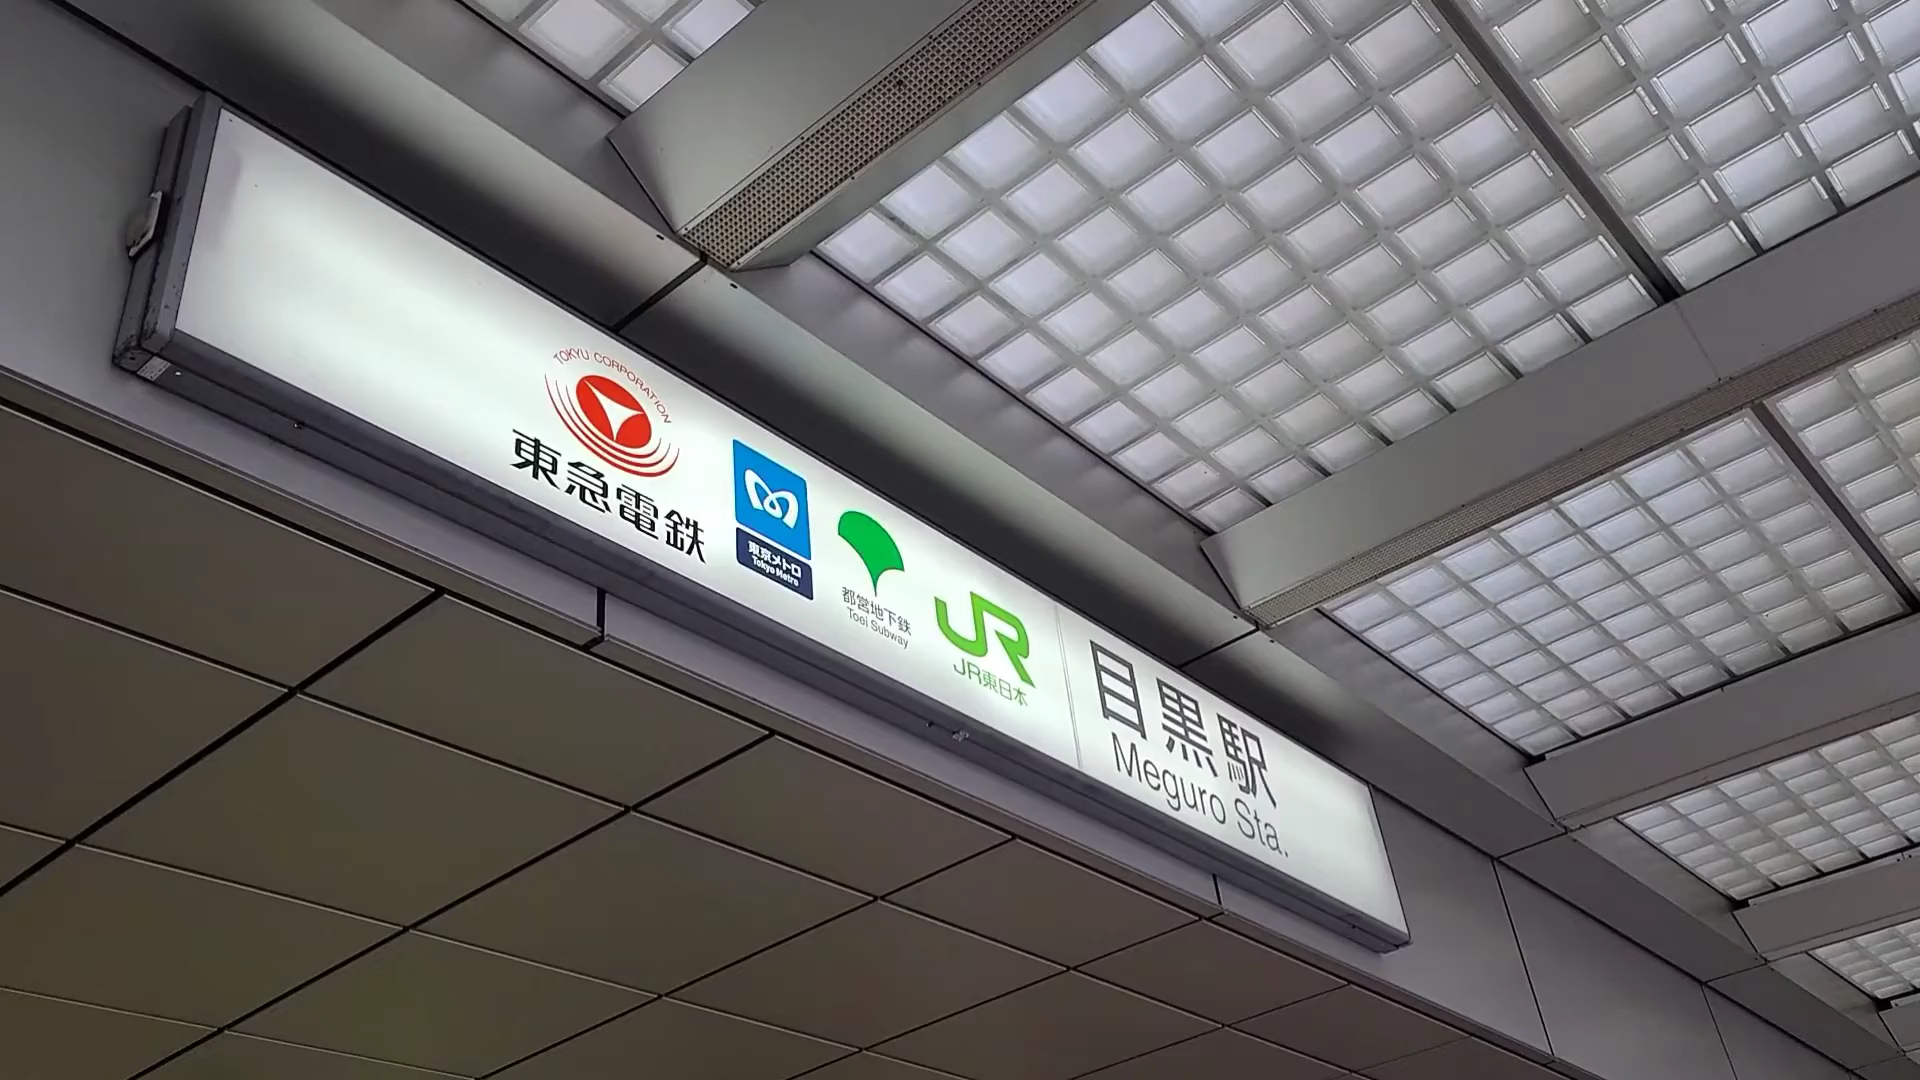 TOKYU CORPORATION
東急電鉄
東京メトロ
Tokyo Metro
都営地下鉄
Toei Subway
JR
JR東日本
目黒駅
Meguro Sta.